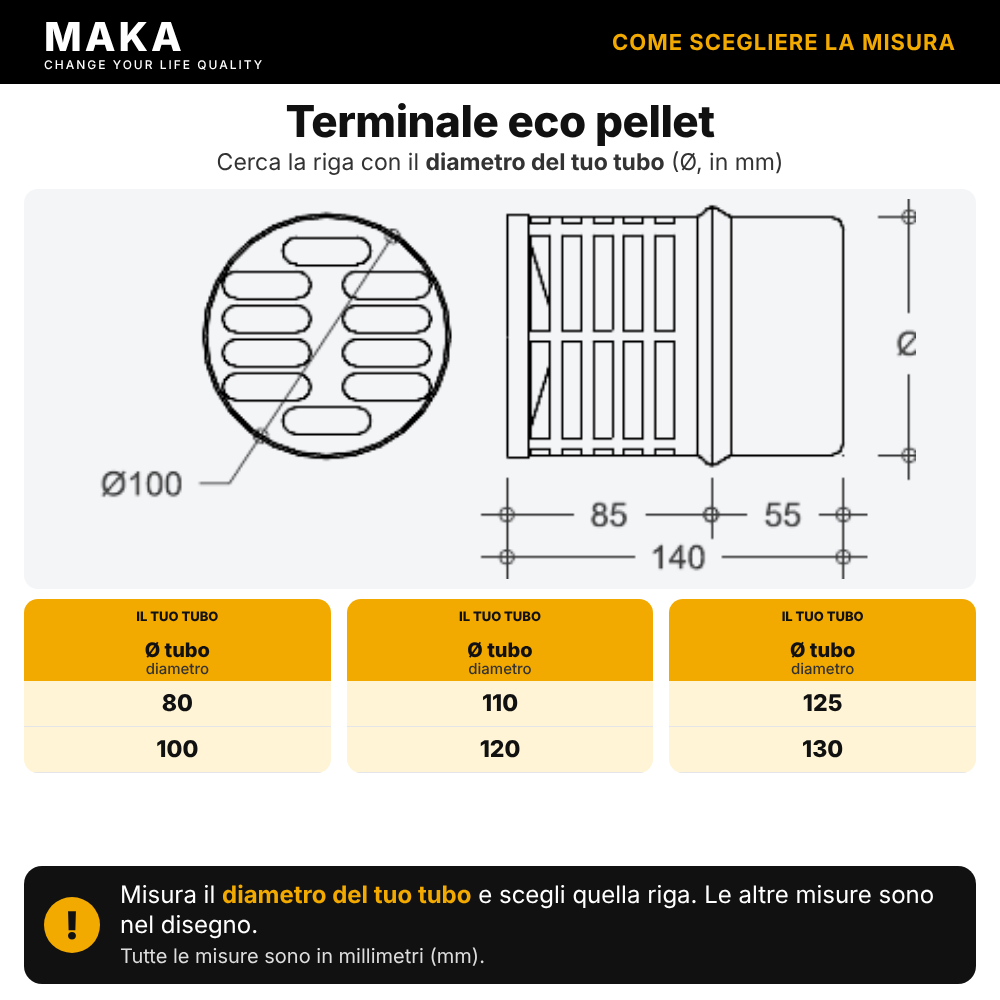 MAKA
CHANGE YOUR LIFE QUALITY
COME SCEGLIERE LA MISURA
Terminale eco pellet
Cerca la riga con il diametro del tuo tubo (Ø, in mm)
Ø
Ø100
85
55
140
IL TUO TUBO
Ø tubo
diametro
80
100
IL TUO TUBO
Ø tubo
diametro
110
120
IL TUO TUBO
Ø tubo
diametro
125
130
!
Misura il diametro del tuo tubo e scegli quella riga. Le altre misure sono
nel disegno.
Tutte le misure sono in millimetri (mm).